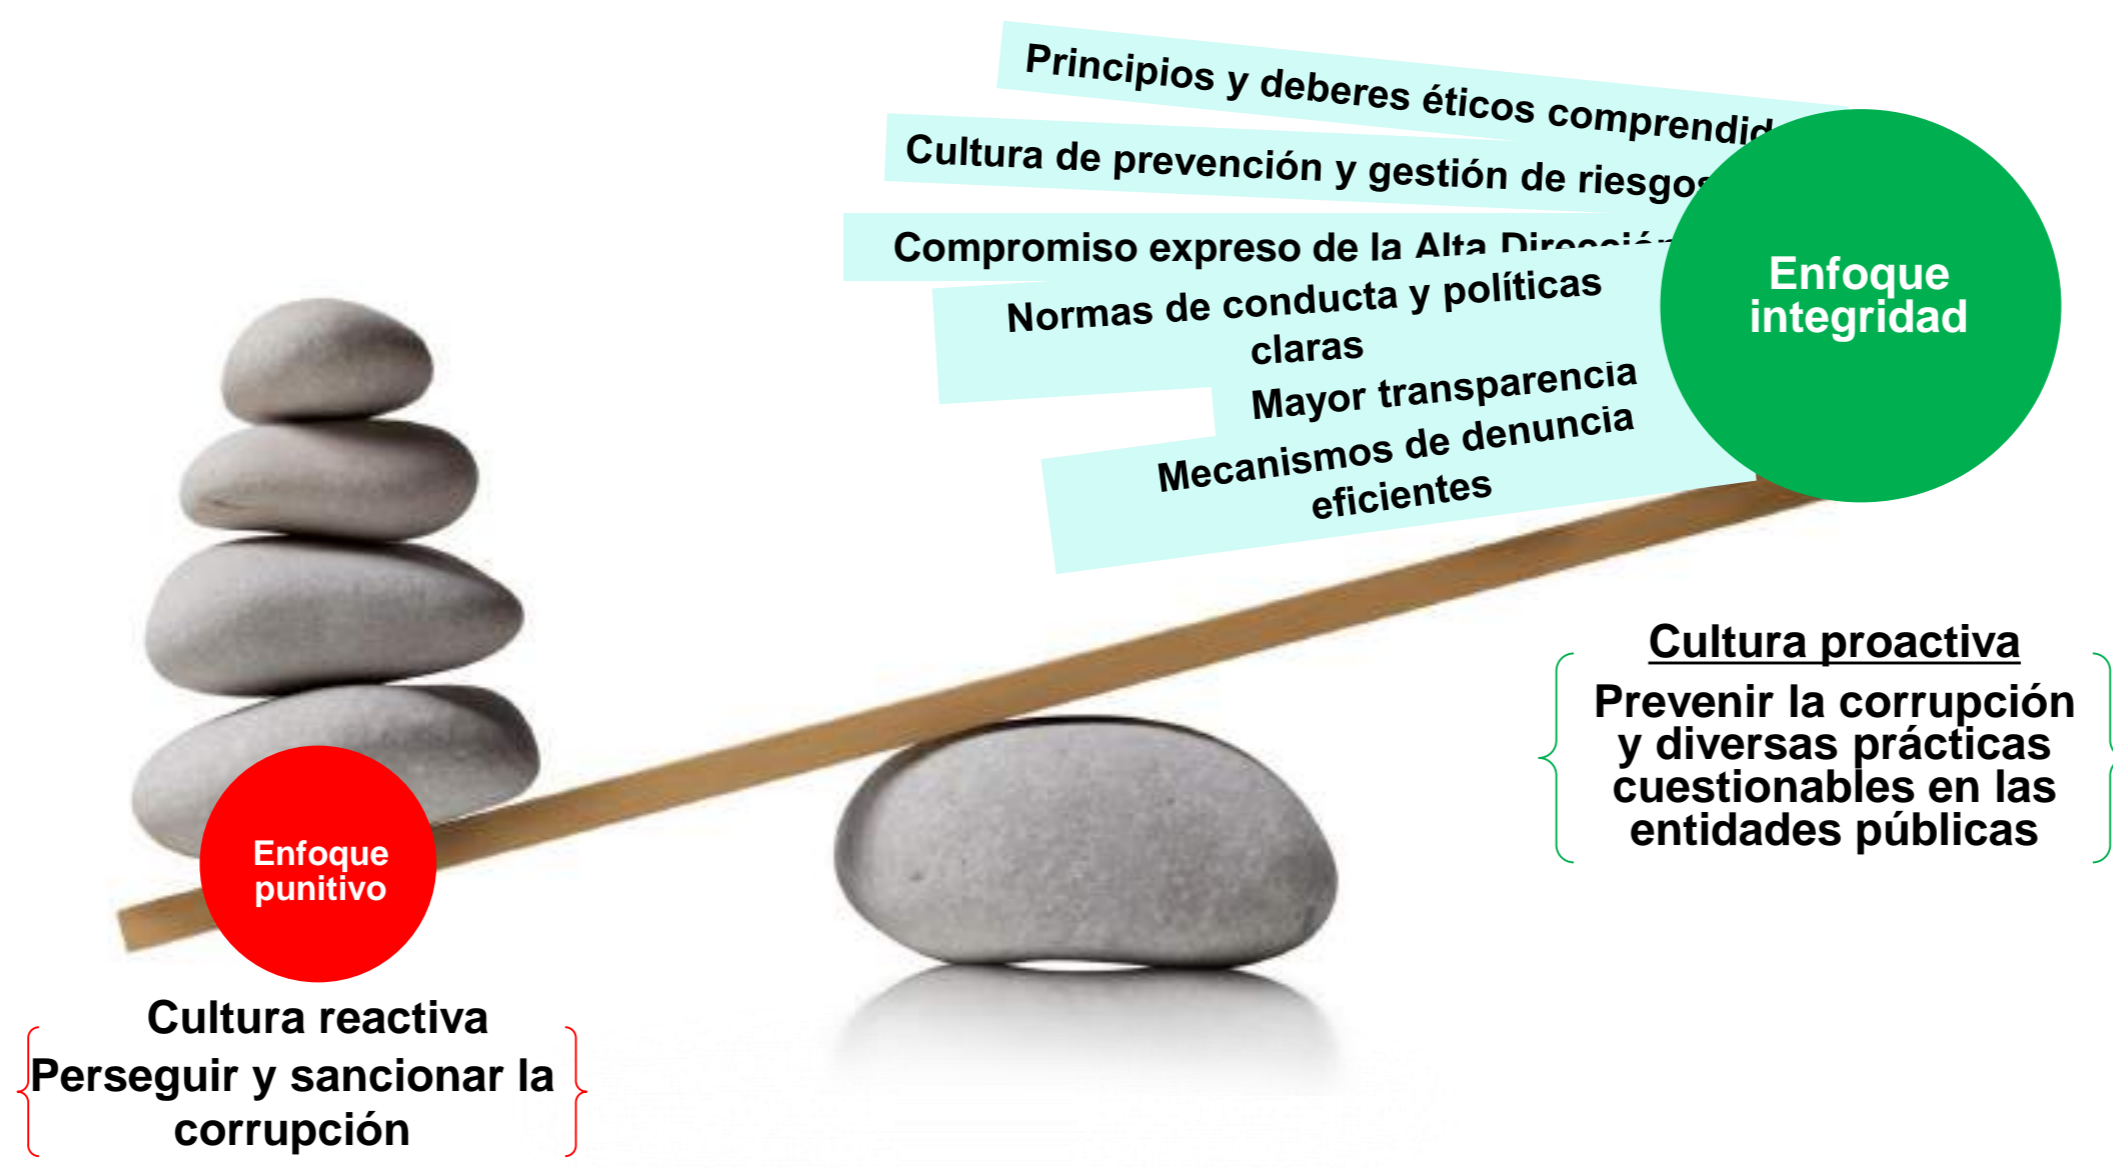 Principios y deberes éticos
Cultura de prevención y gestión de riesgos
Compromiso expreso de la Alta Dirección
Normas de conducta y políticas
claras
Mayor transparencia
Mecanismos de denuncia
eficientes
Enfoque
integridad
Cultura proactiva
Prevenir la corrupción
y diversas prácticas
cuestionables en las
entidades públicas
Enfoque
punitivo
Cultura reactiva
Perseguir y sancionar la
corrupción